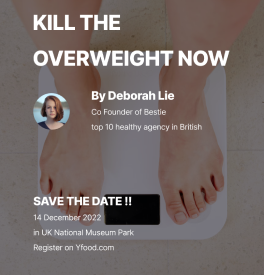 KILL THE
OVERWEIGHT NOW
By Deborah Lie
Co Founder of Bestie
top 10 healthy agency in British
SAVE THE DATE !!
14 December 2022
in UK National Museum Park
Register on Yfood.com